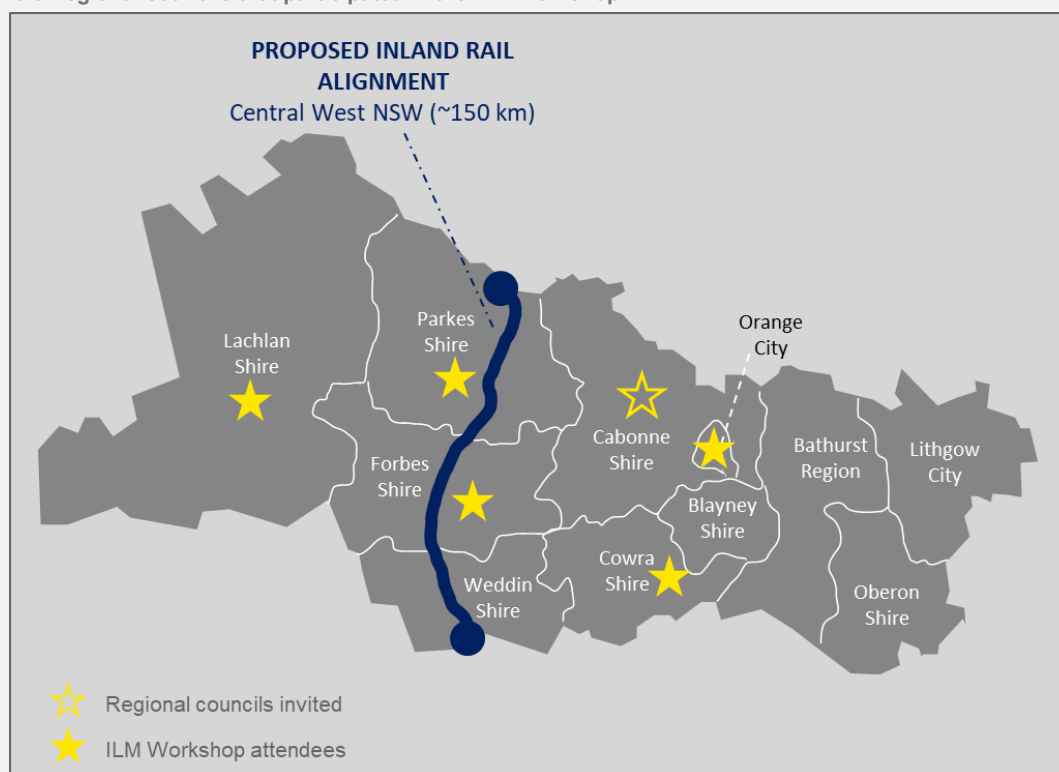 PROPOSED INLAND RAIL
ALIGNMENT
Central West NSW (~150 km)
Orange
City
Parkes
Shire
Lachlan
Shire
Cabonne
Shire
Bathurst
Region
Lithgow
City
Forbes
Shire
Blayney
Shire
Cowra
Shire
Weddin
Shire
Oberon
Shire
Regional councils invited
ILM Workshop attendees